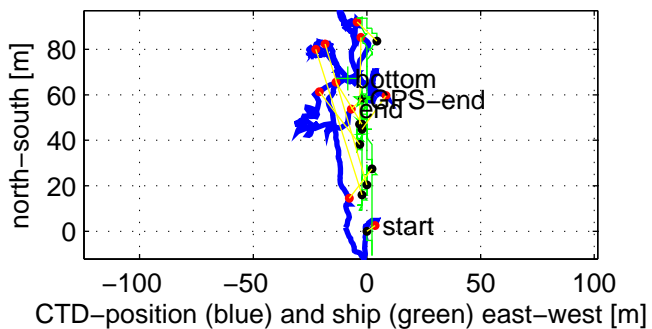 80
60
40
20
0
north−south [m]
bottom
GPS−end
end
start
−100
−50
0
50
100
CTD−position (blue) and ship (green) east−west [m]